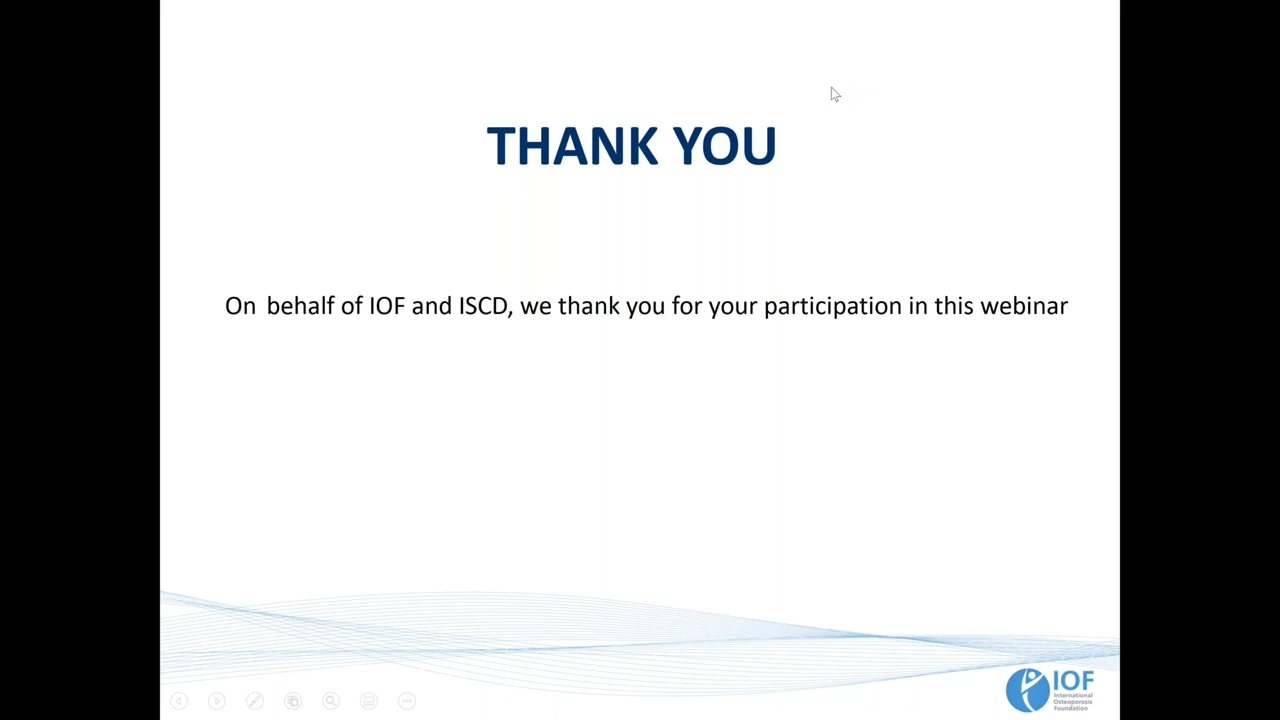 THANK YOU
On behalf of IOF and ISCD, we thank you for your participation in this webinar
IOF
International
Osteoporosis
Foundation